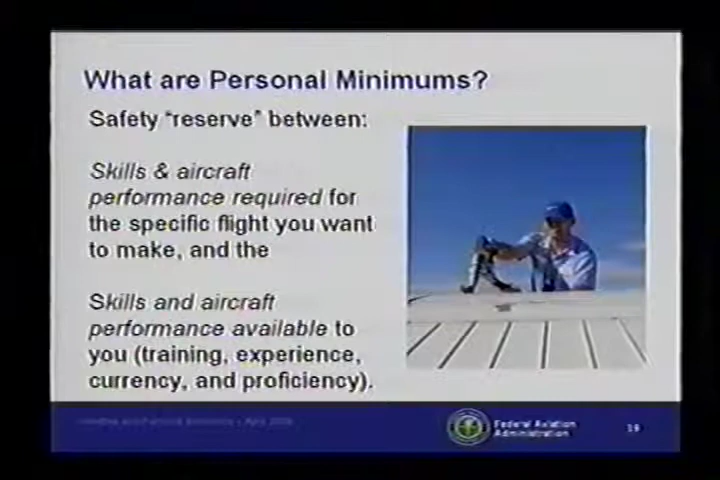 What are Personal Minimums?
Safety “reserve” between:
Skills & aircraft
performance required for
the specific flight you want
to make, and the
Skills and aircraft
performance available to
you (training, experience,
currency, and proficiency).
Federal Aviation
Administration